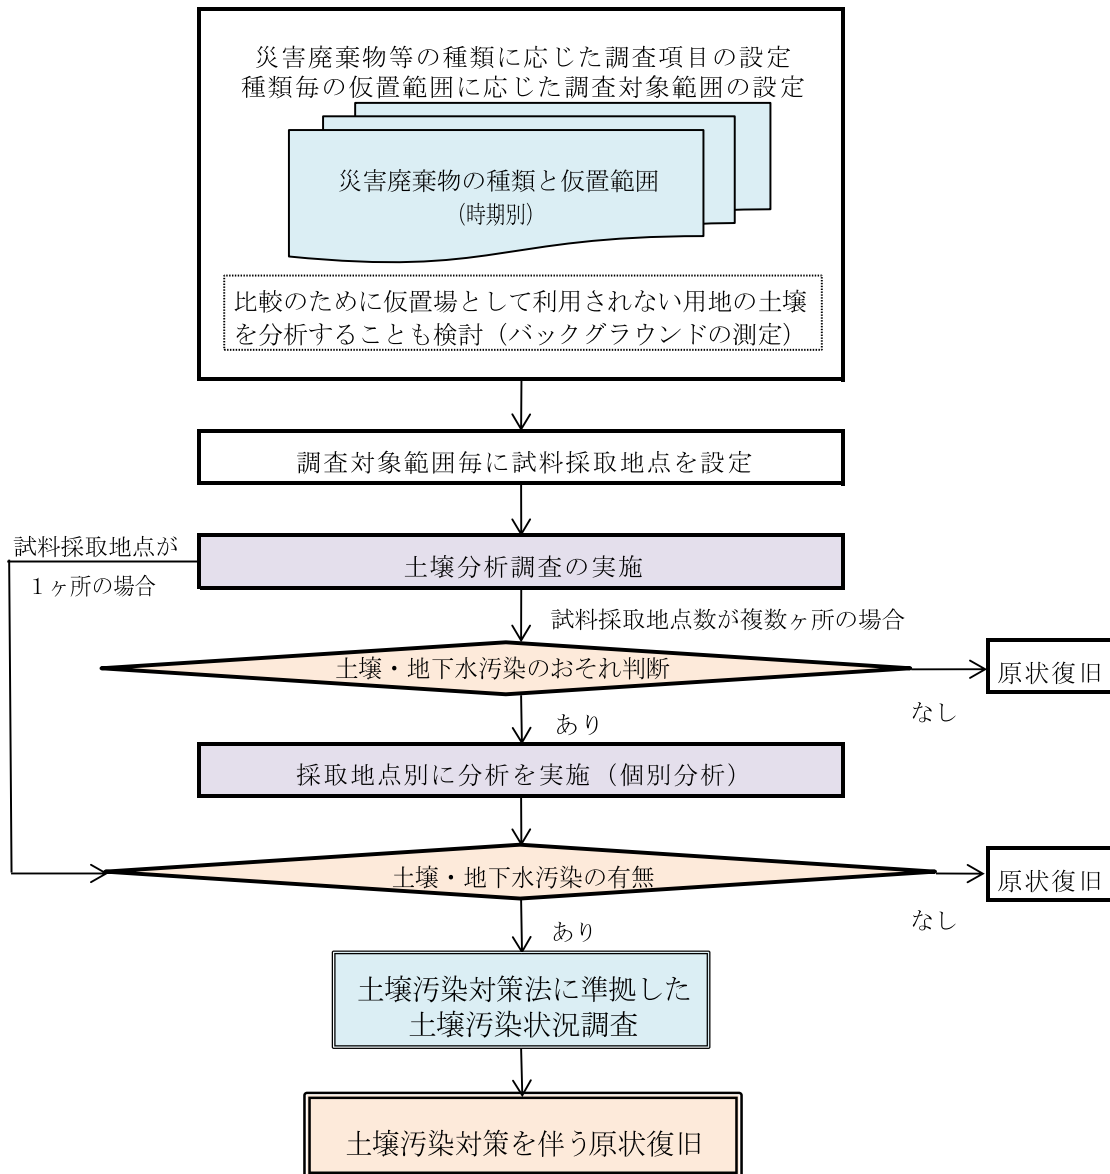 災害廃棄物等の種類に応じた調査項目の設定
種類毎の仮置範囲に応じた調査対象範囲の設定
災害廃棄物の種類と仮置範囲
(時期別)
比較のために仮置場として利用されない用地の土壌
を分析することも検討（バックグラウンドの測定）
調査対象範囲毎に試料採取地点を設定
試料採取地点が
１ヶ所の場合
土壌分析調査の実施
試料採取地点数が複数ヶ所の場合
土壌・地下水汚染のおそれ判断
原状復旧
なし
あり
採取地点別に分析を実施（個別分析）
土壌・地下水汚染の有無
原状復旧
なし
あり
土壌汚染対策法に準拠した
土壌汚染状況調査
土壌汚染対策を伴う原状復旧